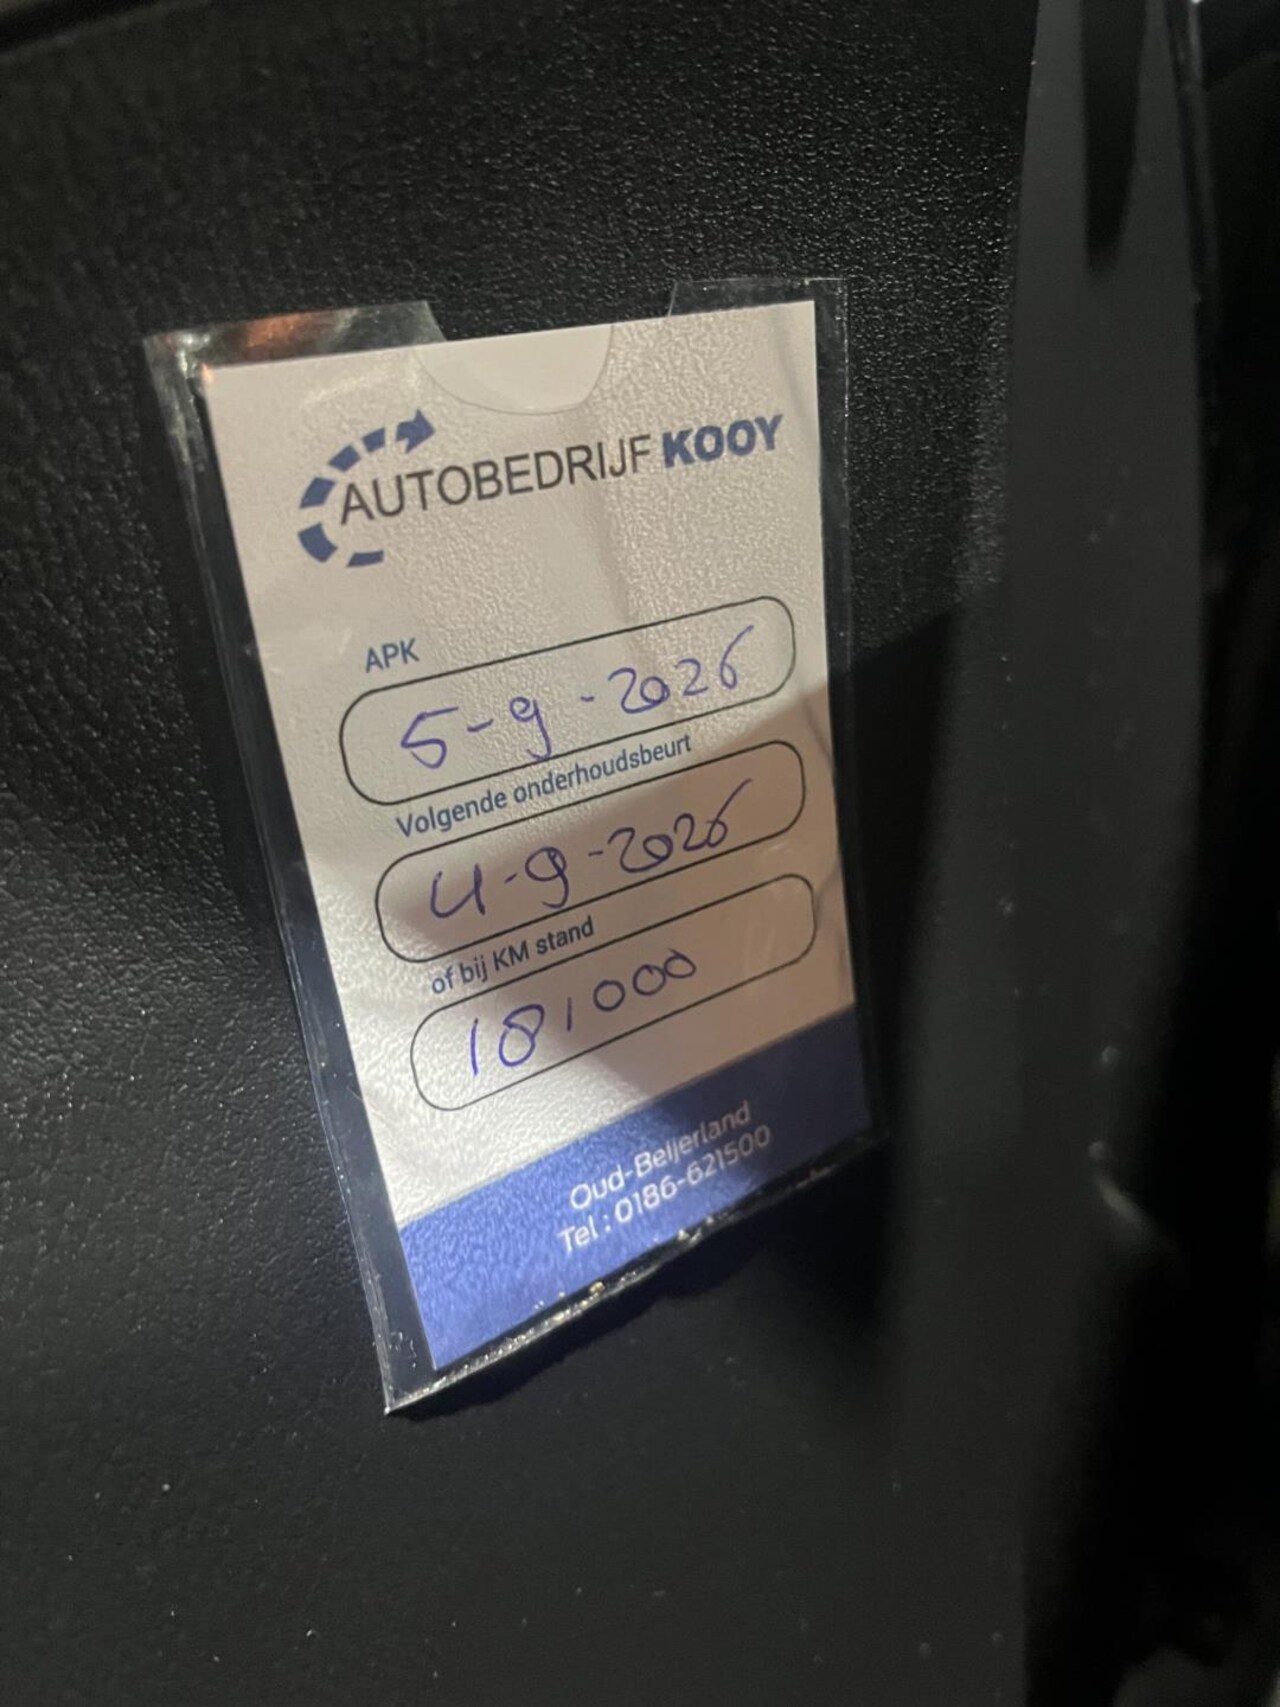 AUTOBEDRIJF KOOY
APK
5-9-2026
Volgende onderhoudsbeurt
4-9-2026
of bij KM stand
181000
Oud-Beijerland
Tel : 0186-621500